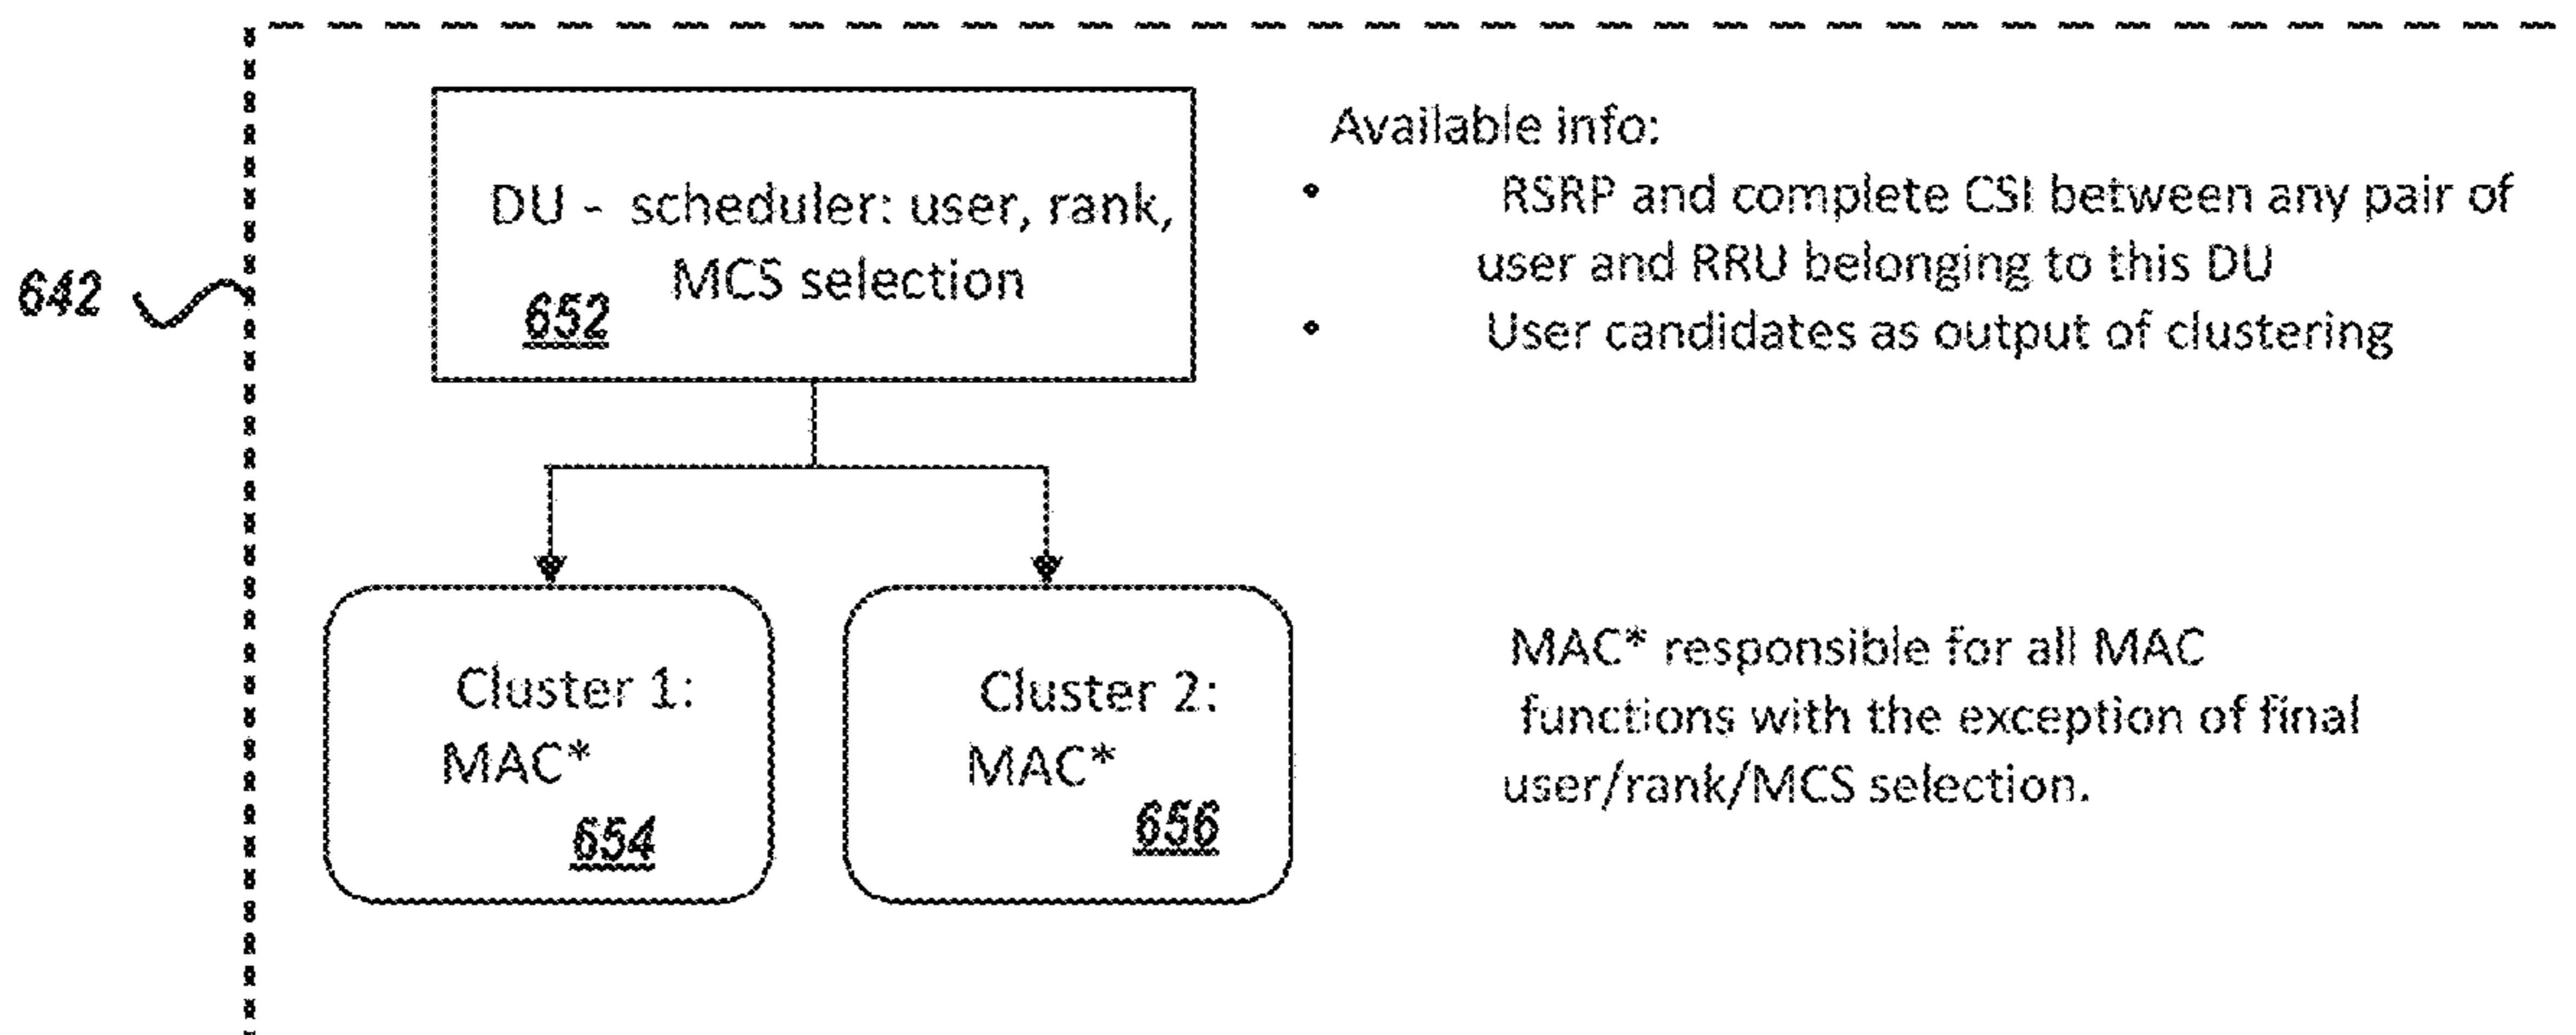 642
DU - scheduler: user, rank,
MCS selection
652
Available info:
• RSRP and complete CSI between any pair of
user and RRU belonging to this DU
• User candidates as output of clustering
Cluster 1:
MAC*
654
Cluster 2:
MAC*
656
MAC* responsible for all MAC
functions with the exception of final
user/rank/MCS selection.